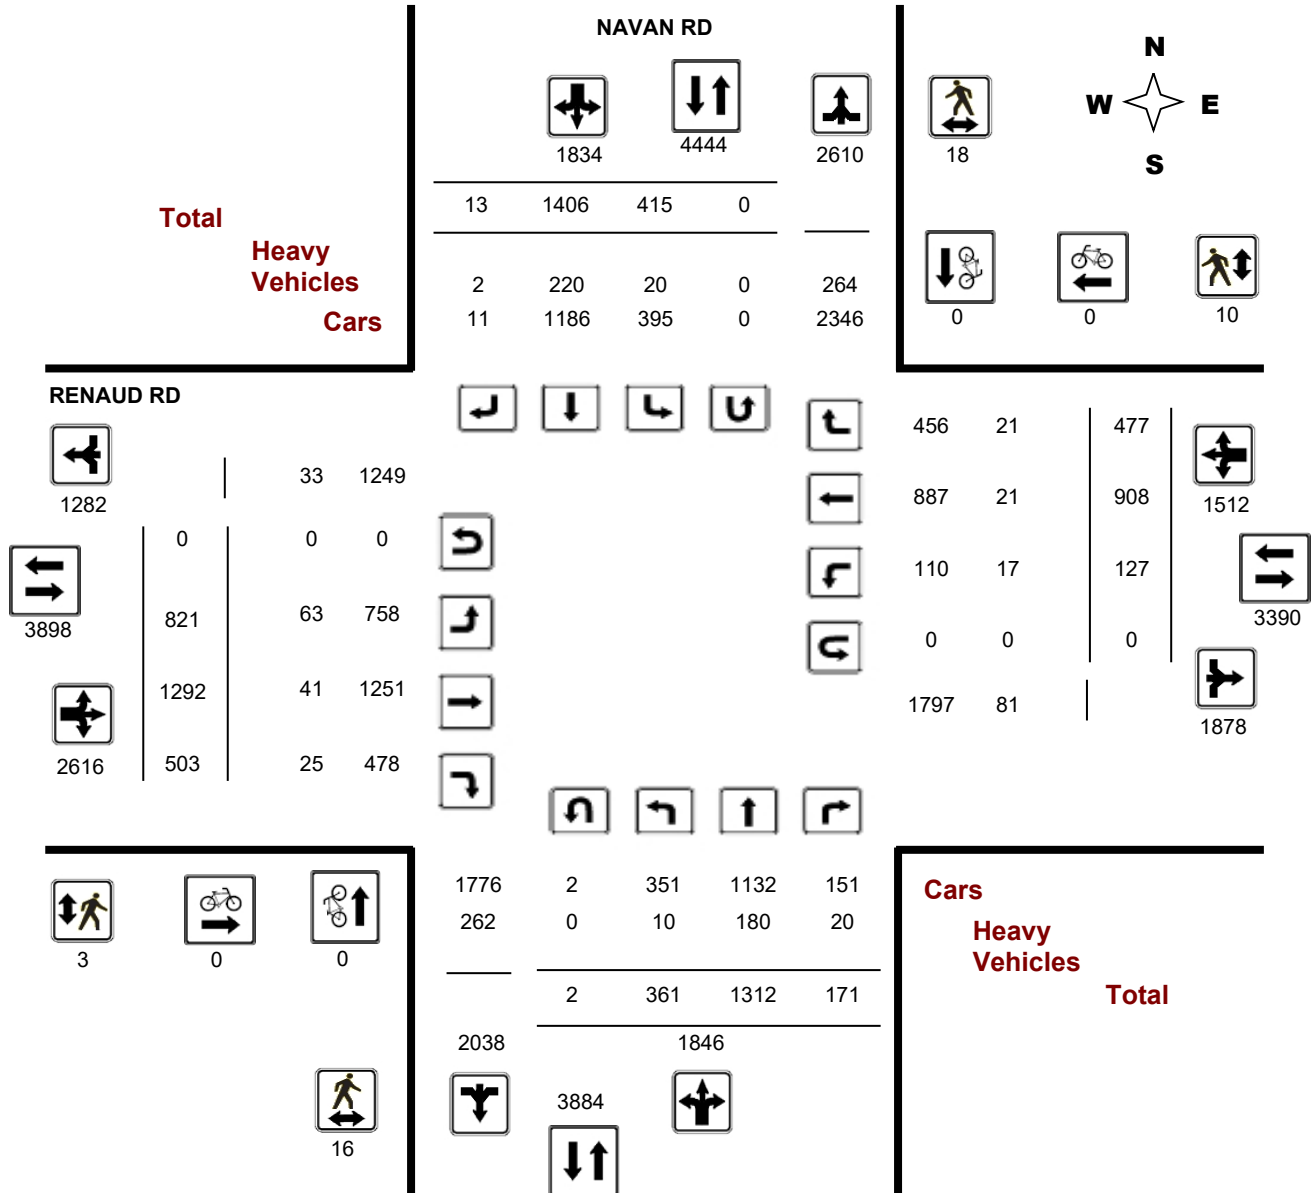 NAVAN RD
N
W E
S
1834 4444 2610 18
13 1406 415 0
Total
Heavy
Vehicles
2 220 20 0 264
Cars
11 1186 395 0 2346
0 0 10
RENAUD RD
456 21 477
33 1249
1282
887 21 908 1512
0 0 0
110 17 127
821 63 758
3898
3390
0 0 0
1292 41 1251
1797 81
1878
2616 503 25 478
1776 2 351 1132 151
262 0 10 180 20
3 0 0
2 361 1312 171
2038 1846
3884
16
Cars
Heavy
Vehicles
Total